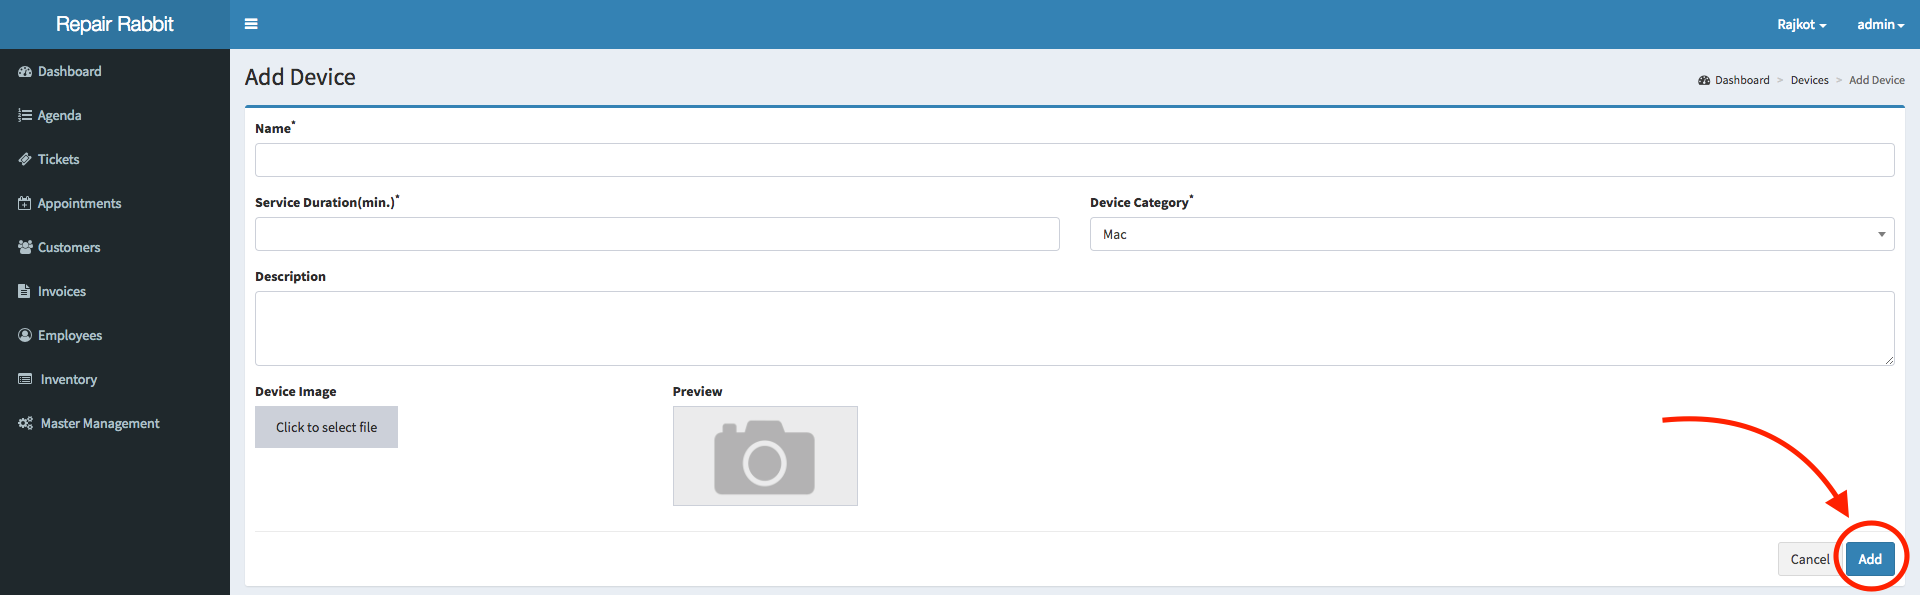 Repair Rabbit
Rajkot
admin
Dashboard
Agenda
Tickets
Appointments
Customers
Invoices
Employees
Inventory
Master Management
Add Device
Dashboard > Devices > Add Device
Name*
Service Duration(min.)*
Device Category*
Mac
Description
Device Image
Preview
Click to select file
Cancel
Add